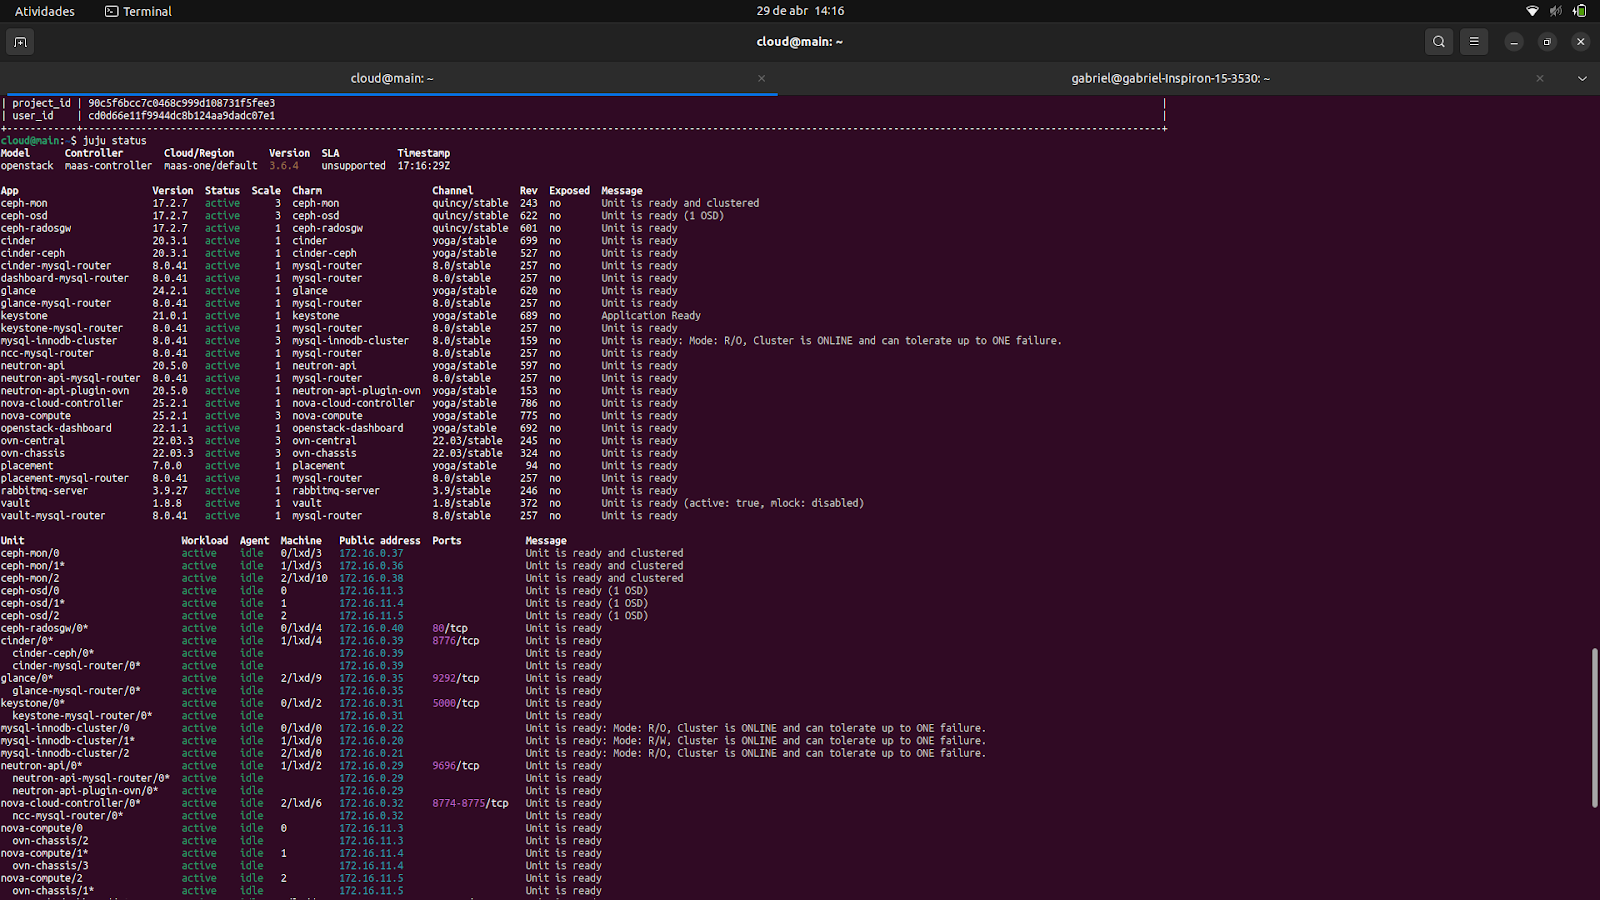 Atividades Terminal 29 de abr 14:16
cloud@main: ~
cloud@main: ~ gabriel@gabriel-Inspiron-15-3530: ~
| project_id | 90c5f6bcc7c0468c999d108731f5fee3 |
| user_id | cd0d66e11f9944dc8b124aa9dadc07e1 |
cloud@main:~$ juju status
Model Controller Cloud/Region Version SLA Timestamp
openstack maas-controller maas-one/default 3.6.4 unsupported 17:16:29Z
App Version Status Scale Charm Channel Rev Exposed Message
ceph-mon 17.2.7 active 3 ceph-mon quincy/stable 243 no Unit is ready and clustered
ceph-osd 17.2.7 active 3 ceph-osd quincy/stable 622 no Unit is ready (1 OSD)
ceph-radosgw 17.2.7 active 1 ceph-radosgw quincy/stable 601 no Unit is ready
cinder 20.3.1 active 1 cinder yoga/stable 699 no Unit is ready
cinder-ceph 20.3.1 active 1 cinder-ceph yoga/stable 527 no Unit is ready
cinder-mysql-router 8.0.41 active 1 mysql-router 8.0/stable 257 no Unit is ready
dashboard-mysql-router 8.0.41 active 1 mysql-router 8.0/stable 257 no Unit is ready
glance 24.2.1 active 1 glance yoga/stable 620 no Unit is ready
glance-mysql-router 8.0.41 active 1 mysql-router 8.0/stable 257 no Unit is ready
keystone 21.0.1 active 1 keystone yoga/stable 689 no Application Ready
keystone-mysql-router 8.0.41 active 1 mysql-router 8.0/stable 257 no Unit is ready
mysql-innodb-cluster 8.0.41 active 3 mysql-innodb-cluster 8.0/stable 159 no Unit is ready: Mode: R/O, Cluster is ONLINE and can tolerate up to ONE failure.
ncc-mysql-router 8.0.41 active 1 mysql-router 8.0/stable 257 no Unit is ready
neutron-api 20.5.0 active 1 neutron-api yoga/stable 597 no Unit is ready
neutron-api-mysql-router 8.0.41 active 1 mysql-router 8.0/stable 257 no Unit is ready
neutron-api-plugin-ovn 20.5.0 active 1 neutron-api-plugin-ovn yoga/stable 153 no Unit is ready
nova-cloud-controller 25.2.1 active 1 nova-cloud-controller yoga/stable 786 no Unit is ready
nova-compute 25.2.1 active 3 nova-compute yoga/stable 775 no Unit is ready
openstack-dashboard 22.1.1 active 1 openstack-dashboard yoga/stable 692 no Unit is ready
ovn-central 22.03.3 active 3 ovn-central 22.03/stable 245 no Unit is ready
ovn-chassis 22.03.3 active 3 ovn-chassis 22.03/stable 324 no Unit is ready
placement 7.0.0 active 1 placement yoga/stable 94 no Unit is ready
placement-mysql-router 8.0.41 active 1 mysql-router 8.0/stable 257 no Unit is ready
rabbitmq-server 3.9.27 active 1 rabbitmq-server 3.9/stable 246 no Unit is ready
vault 1.8.8 active 1 vault 1.8/stable 372 no Unit is ready (active: true, mlock: disabled)
vault-mysql-router 8.0.41 active 1 mysql-router 8.0/stable 257 no Unit is ready
Unit Workload Agent Machine Public address Ports Message
ceph-mon/0 active idle 0/lxd/3 172.16.0.37 Unit is ready and clustered
ceph-mon/1* active idle 1/lxd/3 172.16.0.36 Unit is ready and clustered
ceph-mon/2 active idle 2/lxd/10 172.16.0.38 Unit is ready and clustered
ceph-osd/0 active idle 0 172.16.11.3 Unit is ready (1 OSD)
ceph-osd/1* active idle 1 172.16.11.4 Unit is ready (1 OSD)
ceph-osd/2 active idle 2 172.16.11.5 Unit is ready (1 OSD)
ceph-radosgw/0* active idle 0/lxd/4 172.16.0.40 80/tcp Unit is ready
cinder/0* active idle 1/lxd/4 172.16.0.39 8776/tcp Unit is ready
cinder-ceph/0* active idle 172.16.0.39 Unit is ready
cinder-mysql-router/0* active idle 172.16.0.39 Unit is ready
glance/0* active idle 2/lxd/9 172.16.0.35 9292/tcp Unit is ready
glance-mysql-router/0* active idle 172.16.0.35 Unit is ready
keystone/0* active idle 0/lxd/2 172.16.0.31 5000/tcp Unit is ready
keystone-mysql-router/0* active idle 172.16.0.31 Unit is ready
mysql-innodb-cluster/0 active idle 0/lxd/0 172.16.0.22 Unit is ready: Mode: R/O, Cluster is ONLINE and can tolerate up to ONE failure.
mysql-innodb-cluster/1* active idle 1/lxd/0 172.16.0.20 Unit is ready: Mode: R/W, Cluster is ONLINE and can tolerate up to ONE failure.
mysql-innodb-cluster/2 active idle 2/lxd/0 172.16.0.21 Unit is ready: Mode: R/O, Cluster is ONLINE and can tolerate up to ONE failure.
neutron-api/0* active idle 1/lxd/2 172.16.0.29 9696/tcp Unit is ready
neutron-api-mysql-router/0* active idle 172.16.0.29 Unit is ready
neutron-api-plugin-ovn/0* active idle 172.16.0.29 Unit is ready
nova-cloud-controller/0* active idle 2/lxd/6 172.16.0.32 8774-8775/tcp Unit is ready
ncc-mysql-router/0* active idle 172.16.0.32 Unit is ready
nova-compute/0 active idle 0 172.16.11.3 Unit is ready
ovn-chassis/2 active idle 172.16.11.3 Unit is ready
nova-compute/1* active idle 1 172.16.11.4 Unit is ready
ovn-chassis/3 active idle 172.16.11.4 Unit is ready
nova-compute/2 active idle 2 172.16.11.5 Unit is ready
ovn-chassis/1* active idle 172.16.11.5 Unit is ready